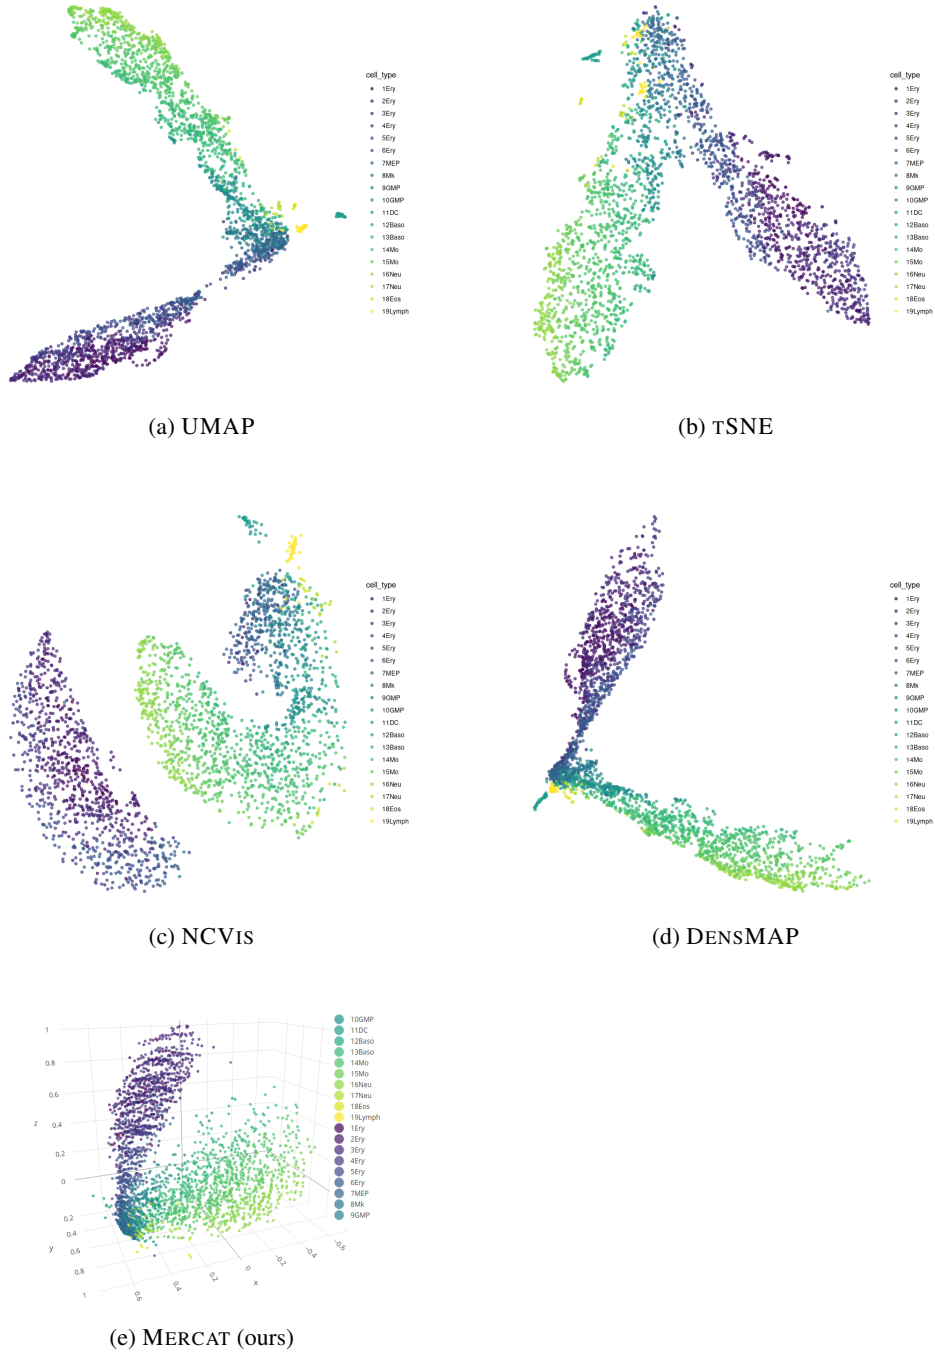 cell_type
1Ery
2Ery
3Ery
4Ery
5Ery
6Ery
7MEP
8Mk
9GMP
10GMP
11DC
12Baso
13Baso
14Mo
15Mo
16Neu
17Neu
18Eos
19Lymph
(a) UMAP
cell_type
1Ery
2Ery
3Ery
4Ery
5Ery
6Ery
7MEP
8Mk
9GMP
10GMP
11DC
12Baso
13Baso
14Mo
15Mo
16Neu
17Neu
18Eos
19Lymph
(b) TSNE
cell_type
1Ery
2Ery
3Ery
4Ery
5Ery
6Ery
7MEP
8Mk
9GMP
10GMP
11DC
12Baso
13Baso
14Mo
15Mo
16Neu
17Neu
18Eos
19Lymph
(c) NCVIS
cell_type
1Ery
2Ery
3Ery
4Ery
5Ery
6Ery
7MEP
8Mk
9GMP
10GMP
11DC
12Baso
13Baso
14Mo
15Mo
16Neu
17Neu
18Eos
19Lymph
(d) DENSMAP
1
0.8
0.6
0.4
z
0.2
0
0.2
0.4
y
0.6
0.8
1
0.6
0.4
0.2
x
0
−0.2
−0.4
−0.6
10GMP
11DC
12Baso
13Baso
14Mo
15Mo
16Neu
17Neu
18Eos
19Lymph
1Ery
2Ery
3Ery
4Ery
5Ery
6Ery
7MEP
8Mk
9GMP
(e) MERCAT (ours)